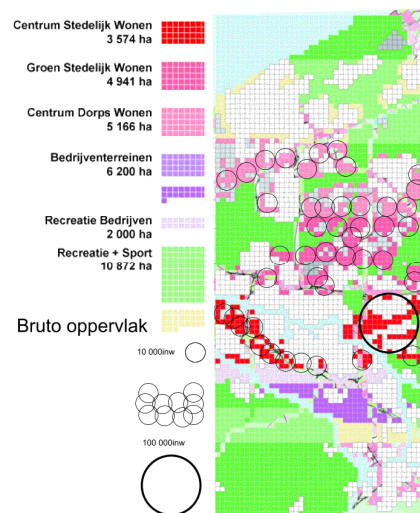 Centrum Stedelijk Wonen
3 574 ha
Groen Stedelijk Wonen
4 941 ha
Centrum Dorps Wonen
5 166 ha
Bedrijventerreinen
6 200 ha
Recreatie Bedrijven
2 000 ha
Recreatie + Sport
10 872 ha
Bruto oppervlak
10 000inw
100 000inw